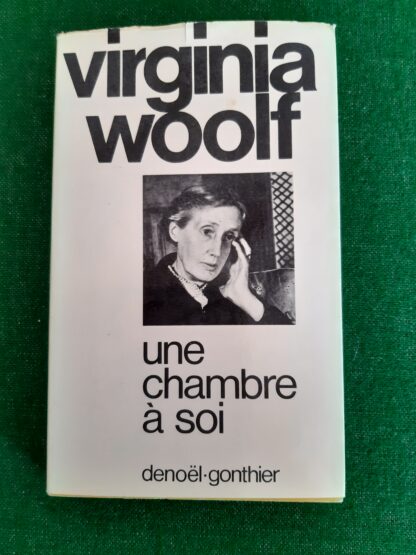 virginia
woolf
une
chambre
à soi
denoël·gonthier